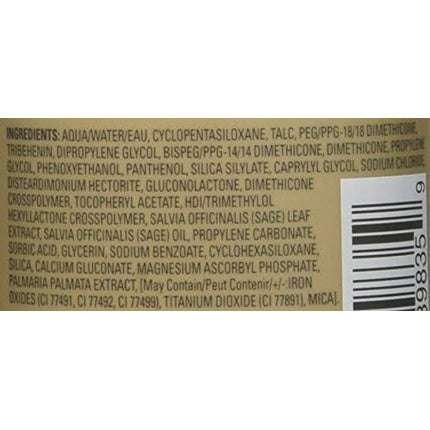 INGREDIENTS: AQUA/WATER/EAU, CYCLOPENTASILOXANE, TALC, PEG/PPG-18/18 DIMETHICONE,
TRIBEHENIN, DIPROPYLENE GLYCOL, BISPEG/PPG-14/14 DIMETHICONE, DIMETHICONE, PROPYLENE
GLYCOL, PHENOXYETHANOL, PANTHENOL, SILICA SILYLATE, CAPRYLYL GLYCOL, SODIUM CHLORIDE,
DISTEARDIMONIUM HECTORITE, GLUCONOLACTONE, DIMETHICONE
CROSSPOLYMER, TOCOPHERYL ACETATE, HDI/TRIMETHYLOL
HEXYLLACTONE CROSSPOLYMER, SALVIA OFFICINALIS (SAGE) LEAF
EXTRACT, SALVIA OFFICINALIS (SAGE) OIL, PROPYLENE CARBONATE,
SORBIC ACID, GLYCERIN, SODIUM BENZOATE, CYCLOHEXASILOXANE,
SILICA, CALCIUM GLUCONATE, MAGNESIUM ASCORBYL PHOSPHATE,
PALMARIA PALMATA EXTRACT, [May Contain/Peut Contenir/+/-:IRON
OXIDES (CI 77491, CI 77492, CI 77499), TITANIUM DIOXIDE (CI 77891), MICA].
39835 9